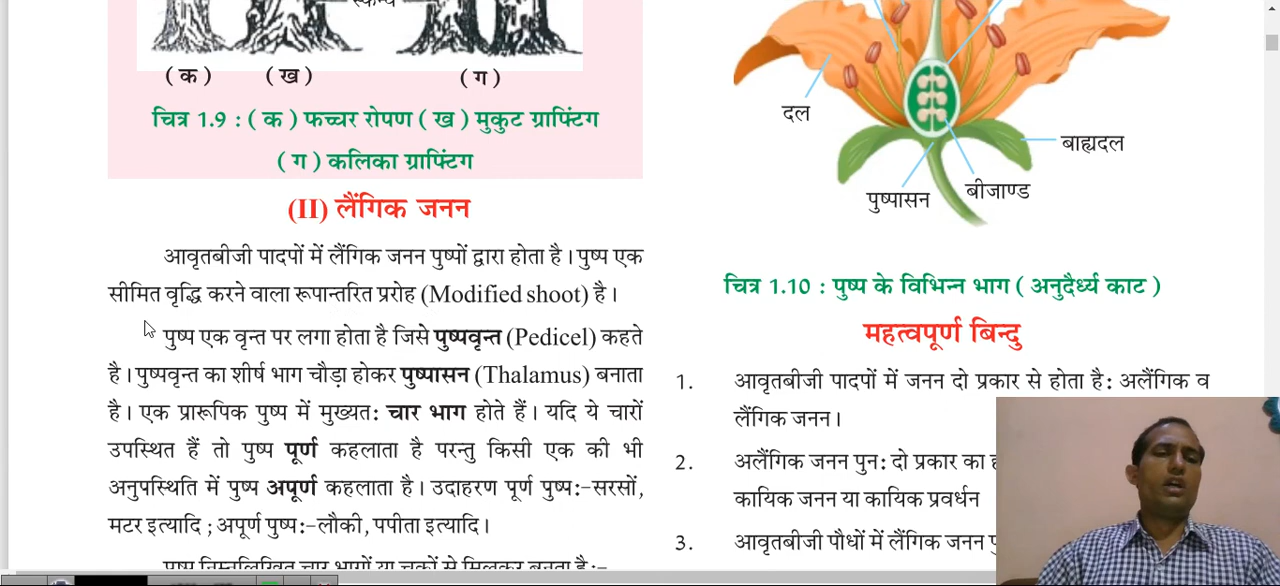 स्कन्ध
( क )
( ख )
( ग )
चित्र 1.9 : ( क ) फच्चर रोपण ( ख ) मुकुट ग्राफ्टिंग
( ग ) कलिका ग्राफ्टिंग
(II) लैंगिक जनन
आवृतबीजी पादपों में लैंगिक जनन पुष्पों द्वारा होता है। पुष्प एक
सीमित वृद्धि करने वाला रूपान्तरित प्ररोह (Modified shoot) है।
पुष्प एक वृन्त पर लगा होता है जिसे पुष्पवृन्त (Pedicel) कहते
है। पुष्पवृन्त का शीर्ष भाग चौड़ा होकर पुष्पासन (Thalamus) बनाता
है। एक प्रारूपिक पुष्प में मुख्यत: चार भाग होते हैं। यदि ये चारों
उपस्थित हैं तो पुष्प पूर्ण कहलाता है परन्तु किसी एक की भी
अनुपस्थिति में पुष्प अपूर्ण कहलाता है। उदाहरण पूर्ण पुष्प:-सरसों,
मटर इत्यादि ; अपूर्ण पुष्प:-लौकी, पपीता इत्यादि।
पुष्प निम्नलिखित चार भागों या चक्रों से मिलकर बनता है:-
दल
बाह्यदल
पुष्पासन
बीजाण्ड
चित्र 1.10 : पुष्प के विभिन्न भाग ( अनुदैर्ध्य काट )
महत्वपूर्ण बिन्दु
1. आवृतबीजी पादपों में जनन दो प्रकार से होता है: अलैंगिक व
लैंगिक जनन।
2. अलैंगिक जनन पुन: दो प्रकार का
कायिक जनन या कायिक प्रवर्धन
3. आवृतबीजी पौधों में लैंगिक जनन